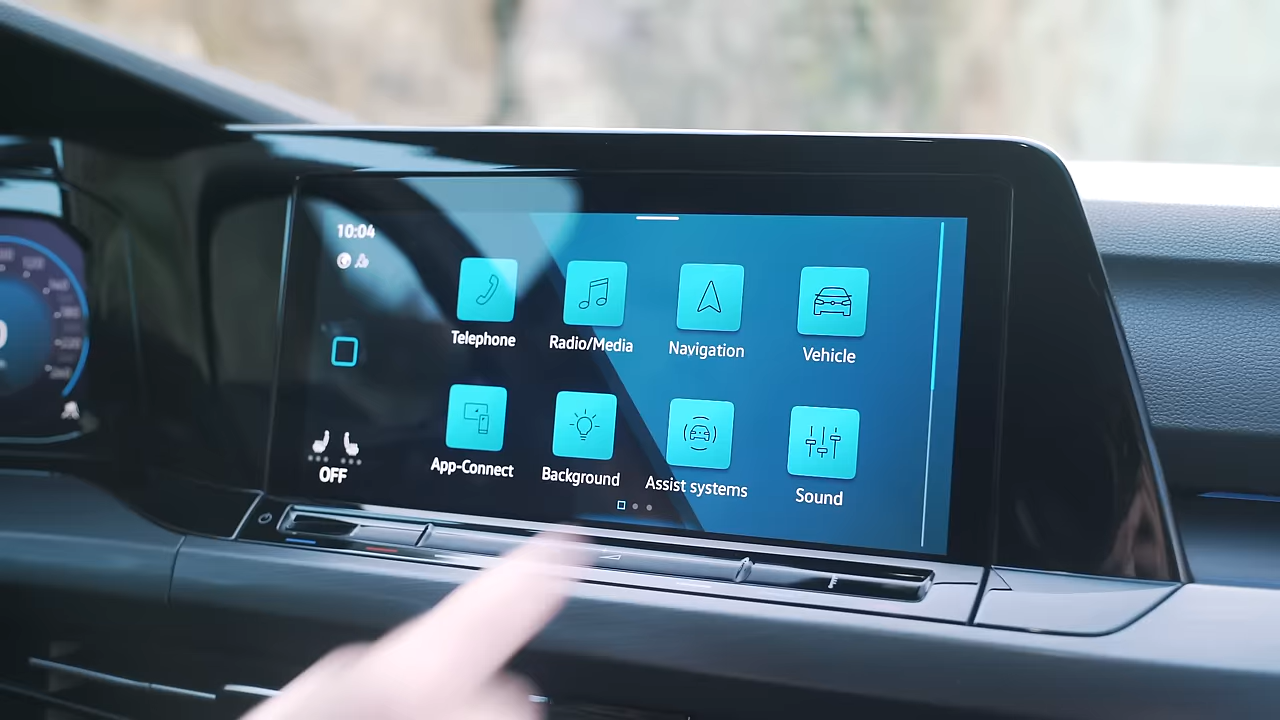 10:04
Telephone
Radio/Media
Navigation
Vehicle
App-Connect
Background
Assist systems
Sound
OFF